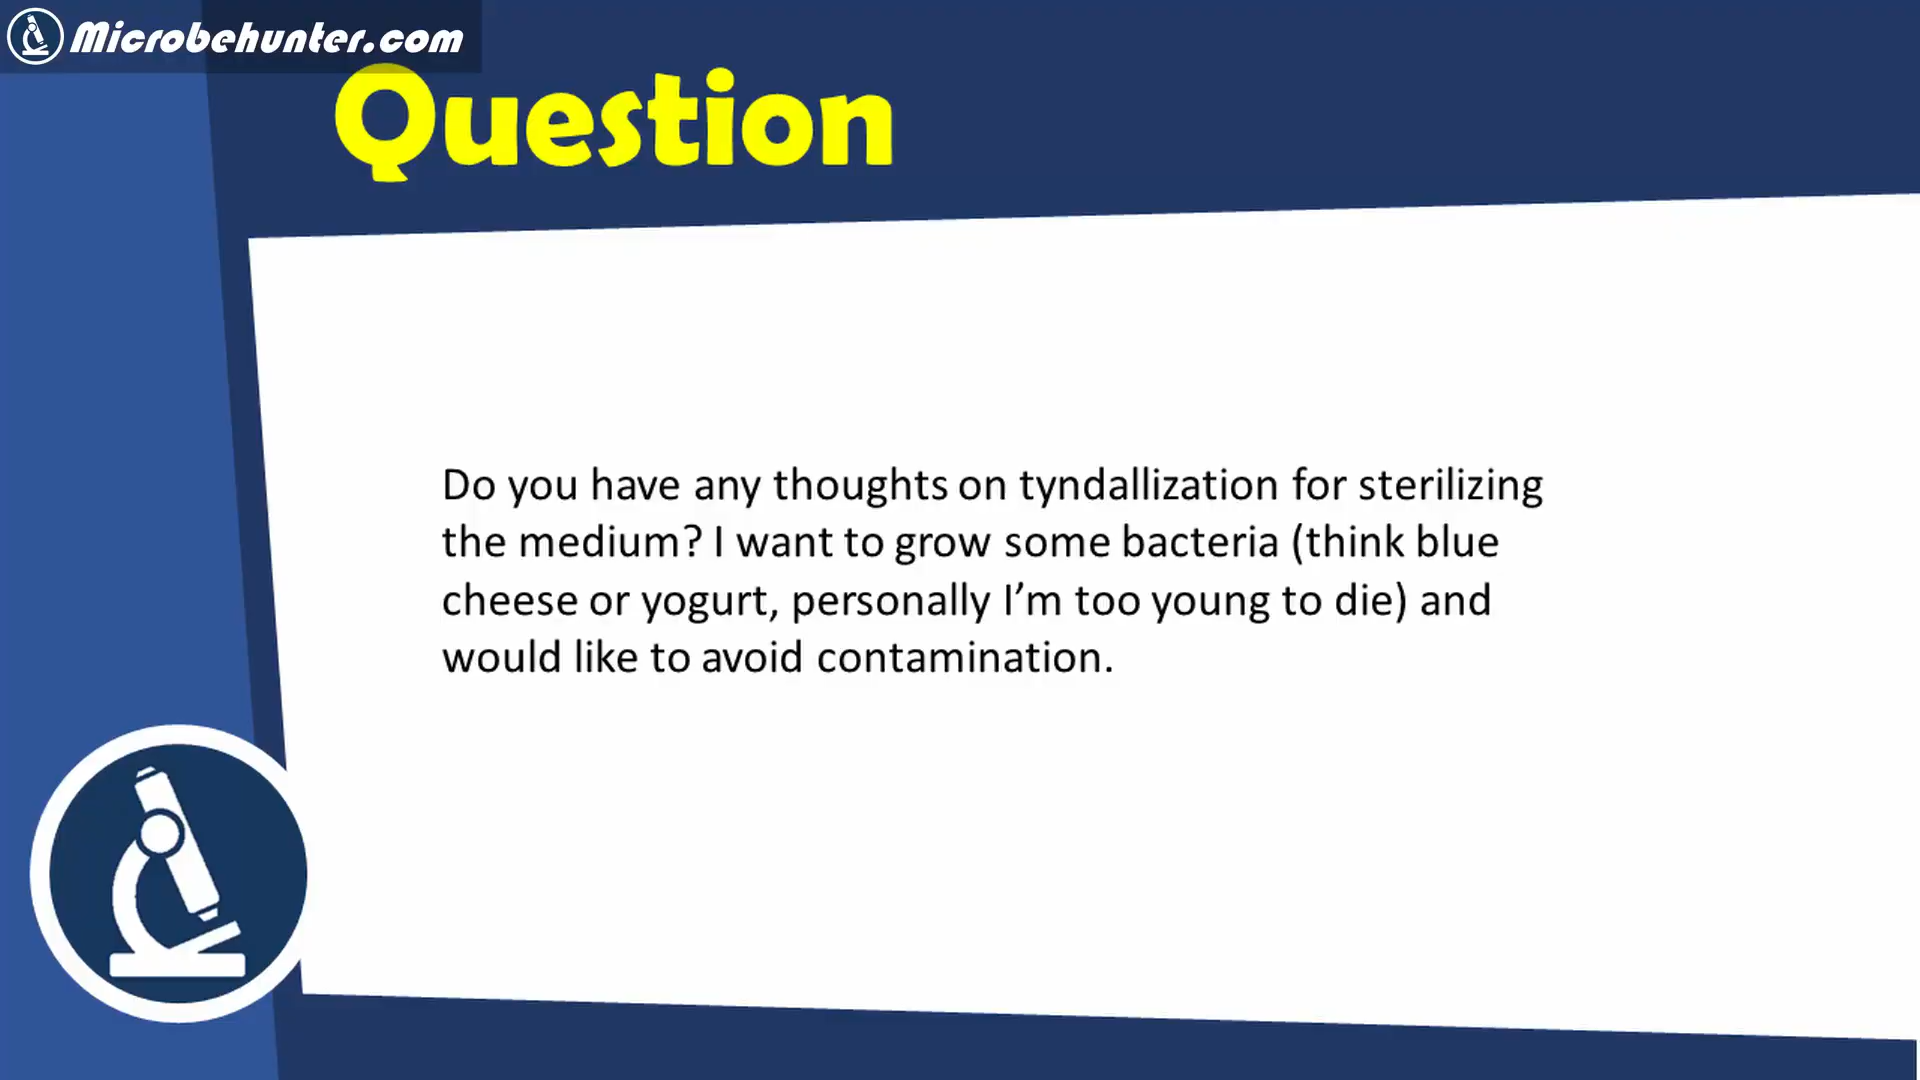 Microbehunter.com
Question
Do you have any thoughts on tyndallization for sterilizing
the medium? I want to grow some bacteria (think blue
cheese or yogurt, personally I’m too young to die) and
would like to avoid contamination.